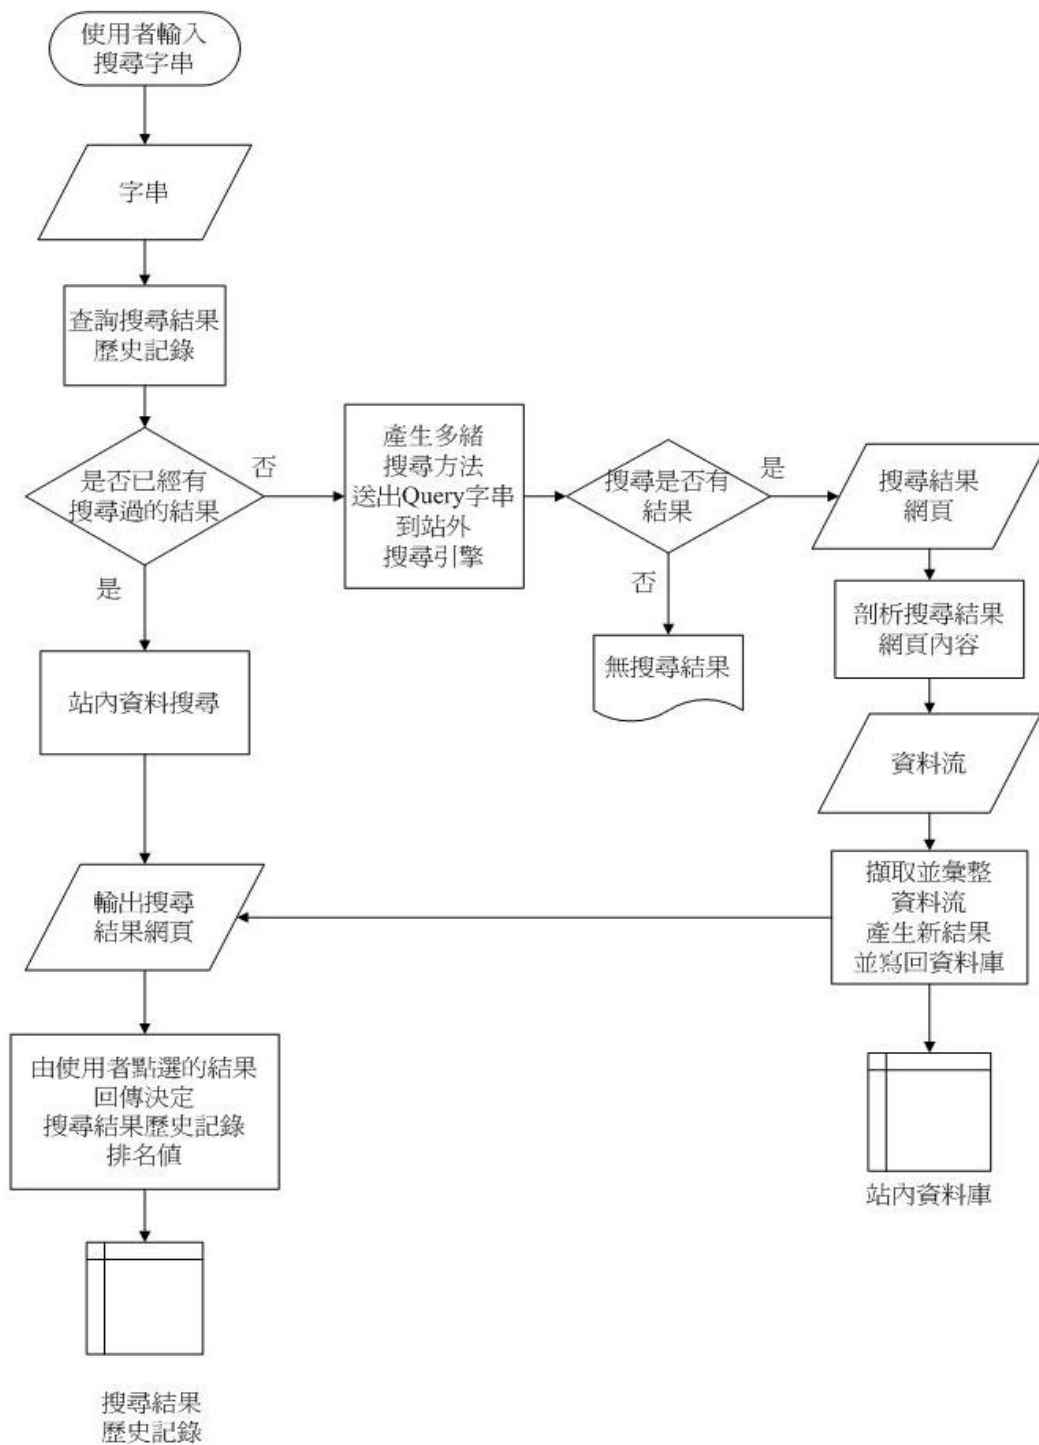 使用者輸入
搜尋字串
字串
查詢搜尋結果
歷史記錄
是否已經有
搜尋過的結果
否
是
產生多緒
搜尋方法
送出Query字串
到站外
搜尋引擎
搜尋是否有
結果
是
否
無搜尋結果
搜尋結果
網頁
剖析搜尋結果
網頁內容
資料流
擷取並彙整
資料流
產生新結果
並寫回資料庫
站內資料庫
站內資料搜尋
輸出搜尋
結果網頁
由使用者點選的結果
回傳決定
搜尋結果歷史記錄
排名值
搜尋結果
歷史記錄